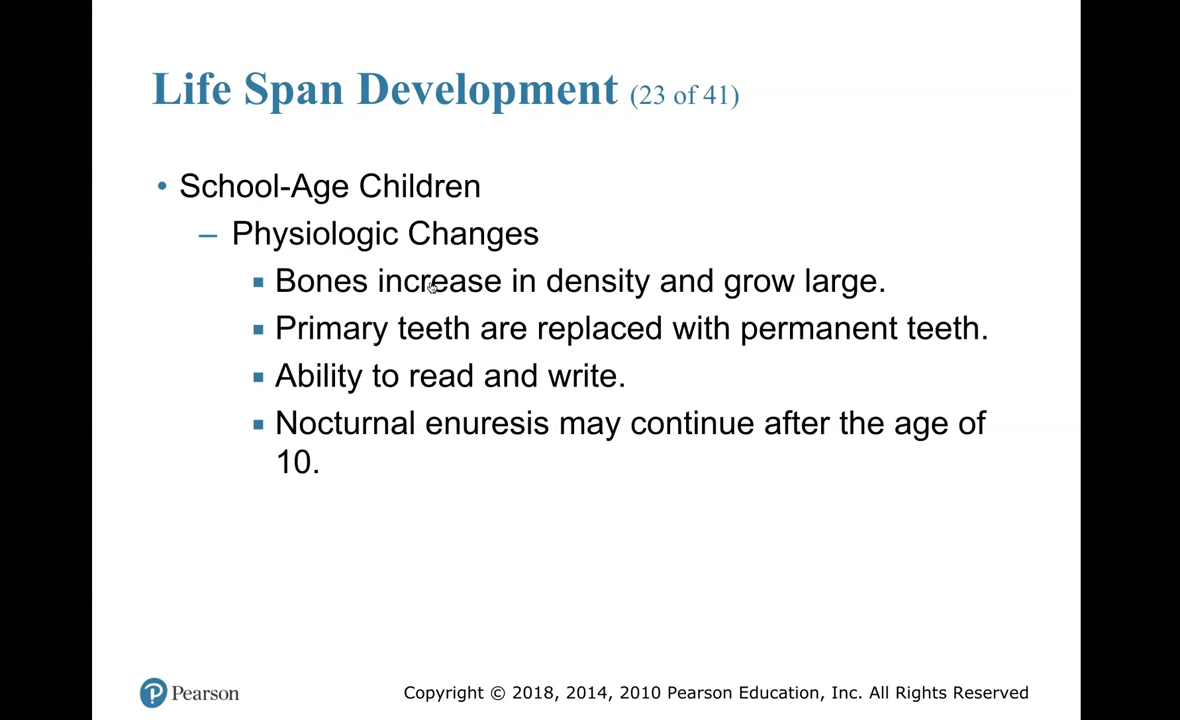 Life Span Development (23 of 41)
• School-Age Children
– Physiologic Changes
▪ Bones increase in density and grow large.
▪ Primary teeth are replaced with permanent teeth.
▪ Ability to read and write.
▪ Nocturnal enuresis may continue after the age of
10.
P Pearson
Copyright © 2018, 2014, 2010 Pearson Education, Inc. All Rights Reserved